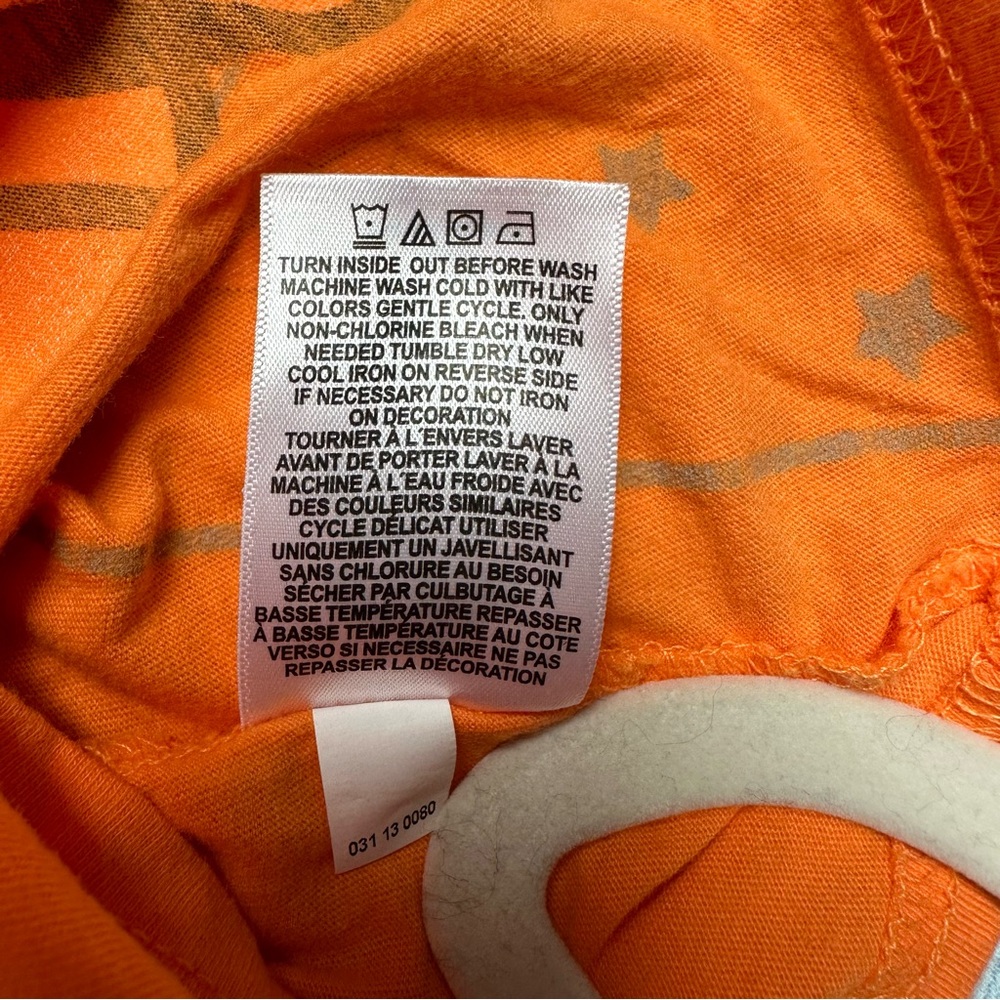 TURN INSIDE OUT BEFORE WASH
MACHINE WASH COLD WITH LIKE
COLORS GENTLE CYCLE. ONLY
NON-CHLORINE BLEACH WHEN
NEEDED TUMBLE DRY LOW
COOL IRON ON REVERSE SIDE
IF NECESSARY DO NOT IRON
ON DECORATION
TOURNER À L'ENVERS LAVER
AVANT DE PORTER LAVER À LA
MACHINE À L'EAU FROIDE AVEC
DES COULEURS SIMILAIRES
CYCLE DÉLICAT UTILISER
UNIQUEMENT UN JAVELLISANT
SANS CHLORURE AU BESOIN
SÉCHER PAR CULBUTAGE À
BASSE TEMPÉRATURE REPASSER
À BASSE TEMPÉRATURE AU COTE
VERSO SI NECESSAIRE NE PAS
REPASSER LA DÉCORATION
031 13 0080